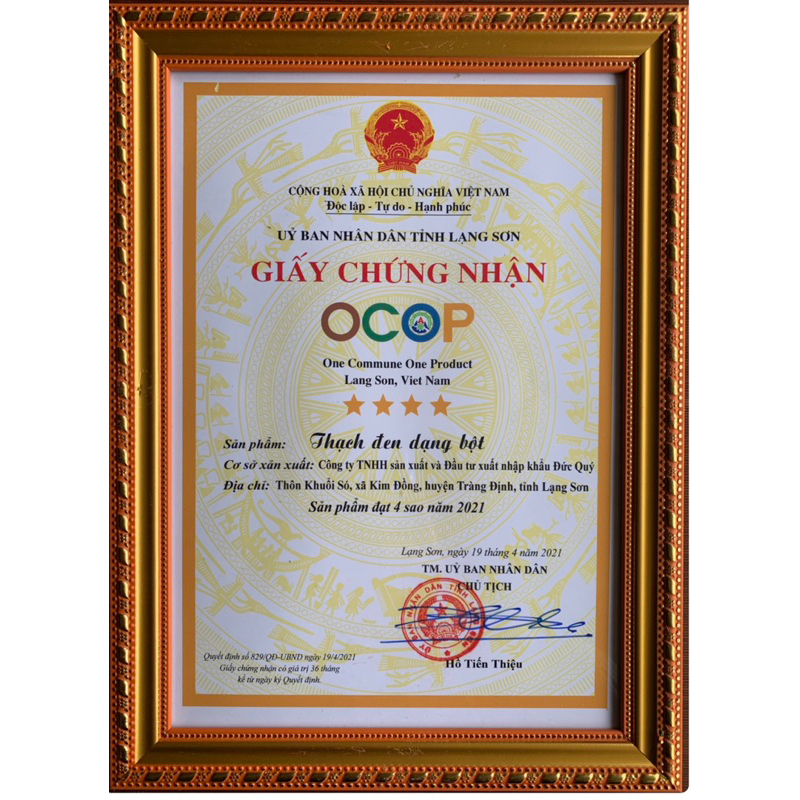 CỘNG HOÀ XÃ HỘI CHỦ NGHĨA VIỆT NAM
Độc lập - Tự do - Hạnh phúc
UỶ BAN NHÂN DÂN TỈNH LẠNG SƠN
GIẤY CHỨNG NHẬN
OCOP
One Commune One Product
Lang Son, Viet Nam
Sản phẩm: Thạch đen dạng bột
Cơ sở xản xuất: Công ty TNHH sản xuất và Đầu tư xuất nhập khẩu Đức Quý
Địa chỉ: Thôn Khuổi Só, xã Kim Đồng, huyện Tràng Định, tỉnh Lạng Sơn
Sản phẩm đạt 4 sao năm 2021
Lạng Sơn, ngày 19 tháng 4 năm 2021
TM. UỶ BAN NHÂN DÂN
CHỦ TỊCH
ỦY BAN NHÂN DÂN TỈNH
Hồ Tiến Thiệu
Quyết định số 829/QĐ-UBND ngày 19/4/2021
Giấy chứng nhận có giá trị 36 tháng
kể từ ngày ký Quyết định.